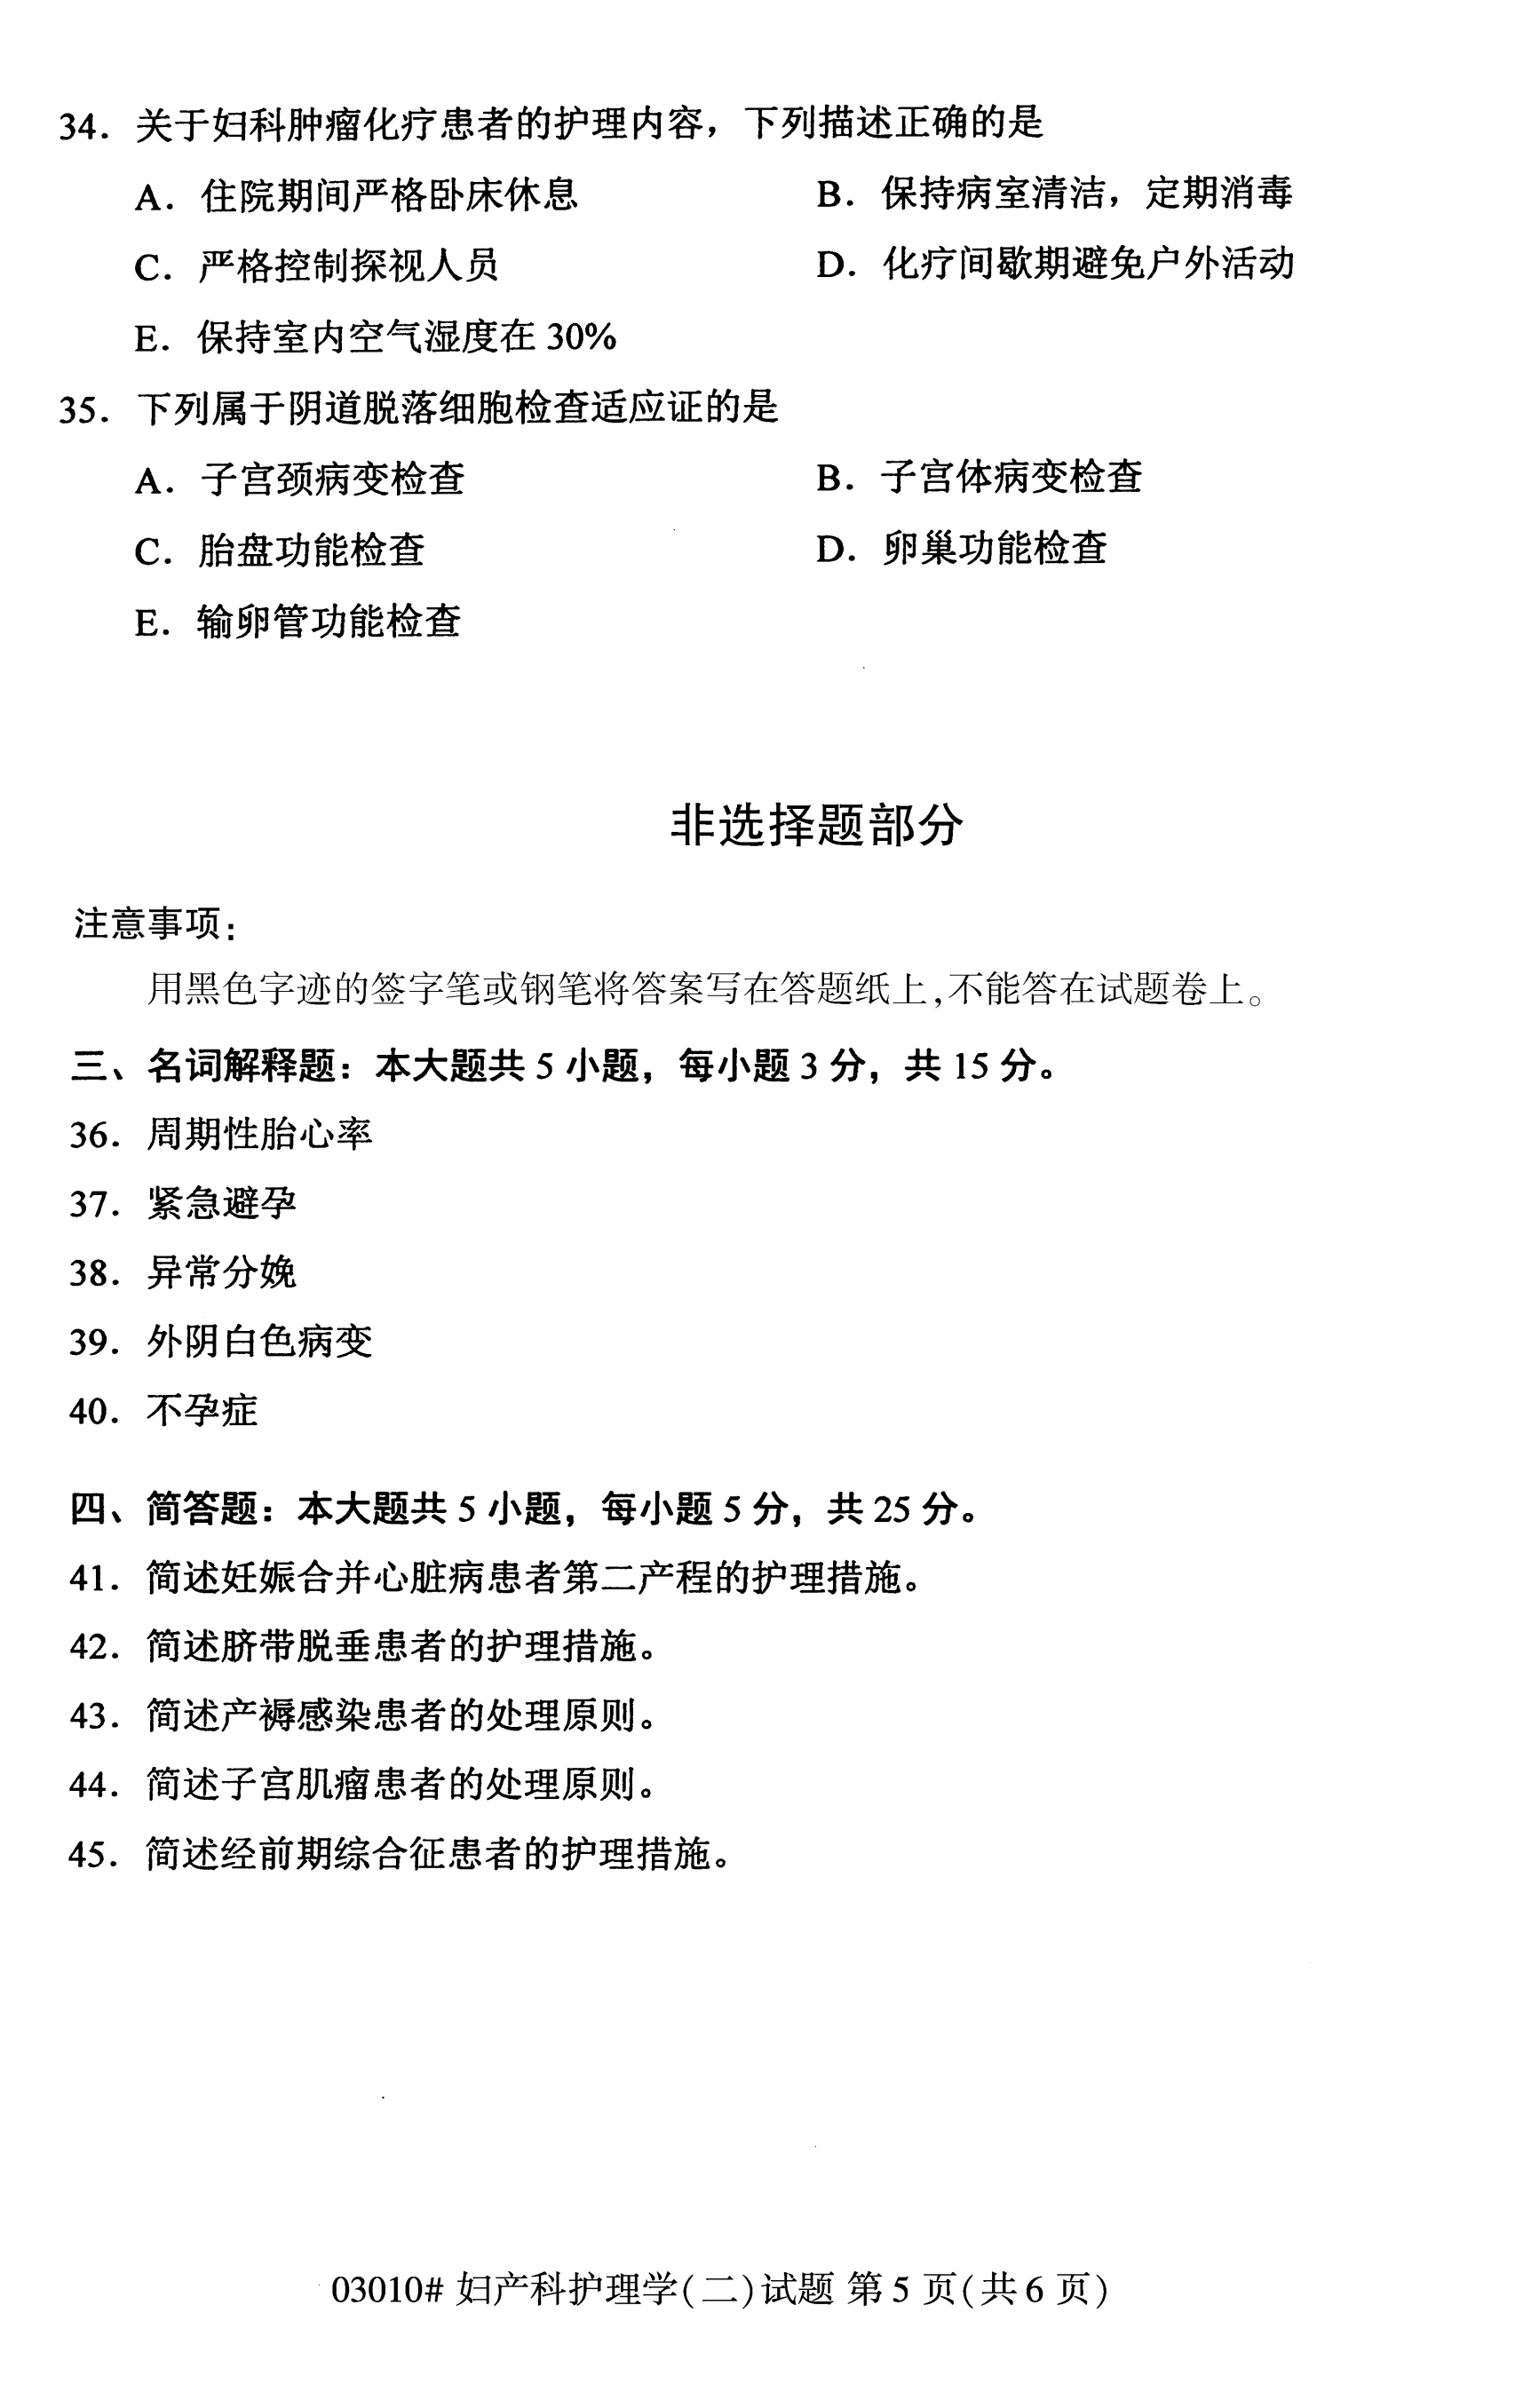 34. 关于妇科肿瘤化疗患者的护理内容，下列描述正确的是
A. 住院期间严格卧床休息 B. 保持病室清洁，定期消毒
C. 严格控制探视人员 D. 化疗间歇期避免户外活动
E. 保持室内空气湿度在 30%
35. 下列属于阴道脱落细胞检查适应证的是
A. 子宫颈病变检查 B. 子宫体病变检查
C. 胎盘功能检查 D. 卵巢功能检查
E. 输卵管功能检查
非选择题部分
注意事项:
用黑色字迹的签字笔或钢笔将答案写在答题纸上,不能答在试题卷上。
三、名词解释题：本大题共 5 小题，每小题 3 分，共 15 分。
36. 周期性胎心率
37. 紧急避孕
38. 异常分娩
39. 外阴白色病变
40. 不孕症
四、简答题：本大题共 5 小题，每小题 5 分，共 25 分。
41. 简述妊娠合并心脏病患者第二产程的护理措施。
42. 简述脐带脱垂患者的护理措施。
43. 简述产褥感染患者的处理原则。
44. 简述子宫肌瘤患者的处理原则。
45. 简述经前期综合征患者的护理措施。
03010# 妇产科护理学(二)试题 第 5 页(共 6 页)